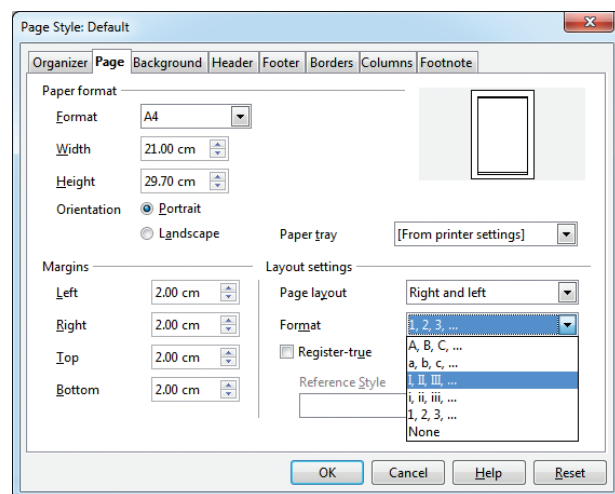 Page Style: Default
Organizer Page Background Header Footer Borders Columns Footnote
Paper format
Format A4
Width 21.00 cm
Height 29.70 cm
Orientation Portrait
Landscape Paper tray [From printer settings]
Margins Layout settings
Left 2.00 cm Page layout Right and left
Right 2.00 cm Format 1, 2, 3, ...
A, B, C, ...
Top 2.00 cm Register-true a, b, c, ...
I, II, III, ...
Bottom 2.00 cm Reference Style i, ii, iii, ...
1, 2, 3, ...
None
OK Cancel Help Reset